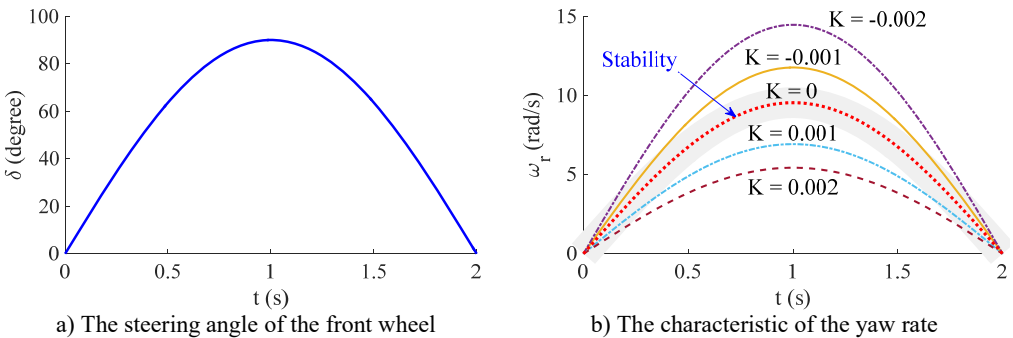 100
80
60
40
20
0
δ (degree)
0 0.5 1 1.5 2
t (s)
a) The steering angle of the front wheel
15
10
5
0
ω_r (rad/s)
K = -0.002
K = -0.001
Stability
K = 0
K = 0.001
K = 0.002
0 0.5 1 1.5 2
t (s)
b) The characteristic of the yaw rate